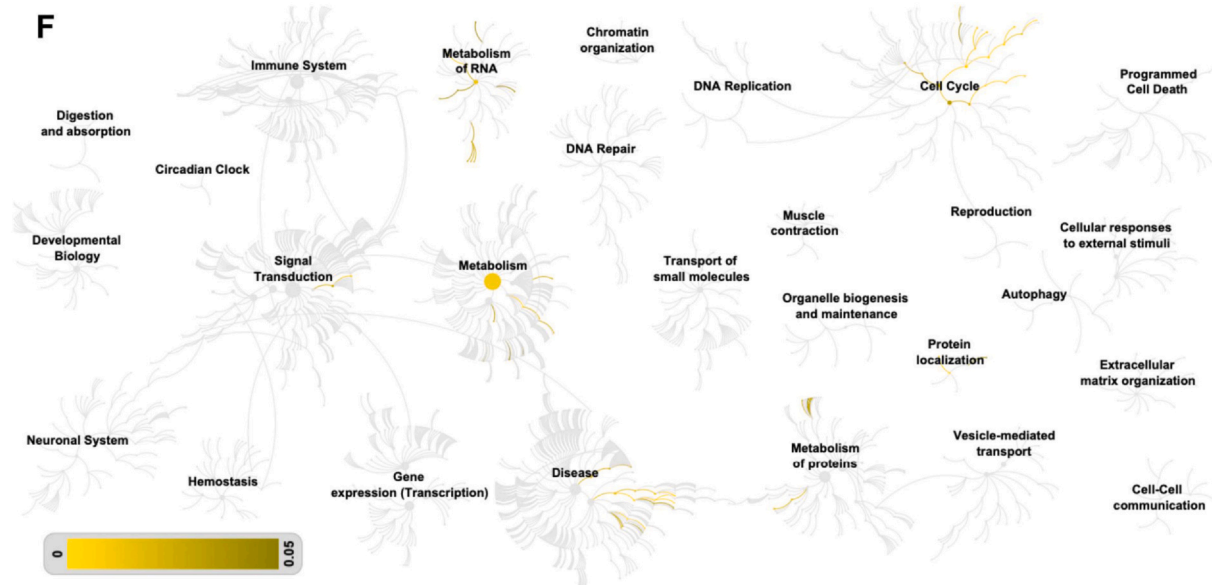 F
Immune System
Metabolism
of RNA
Chromatin
organization
DNA Replication
Cell Cycle
Programmed
Cell Death
Digestion
and absorption
Circadian Clock
DNA Repair
Developmental
Biology
Signal
Transduction
Metabolism
Transport of
small molecules
Muscle
contraction
Reproduction
Cellular responses
to external stimuli
Organelle biogenesis
and maintenance
Autophagy
Protein
localization
Extracellular
matrix organization
Neuronal System
Hemostasis
Gene
expression (Transcription)
Disease
Metabolism
of proteins
Vesicle-mediated
transport
Cell-Cell
communication
0
0.05